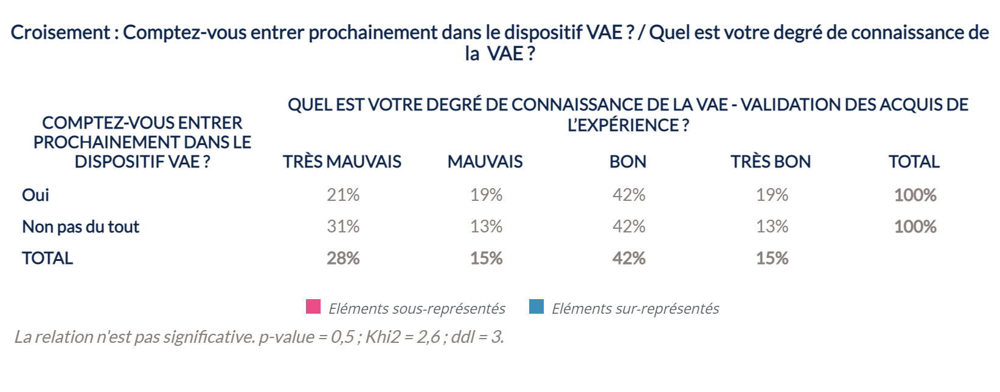 Croisement : Comptez-vous entrer prochainement dans le dispositif VAE ? / Quel est votre degré de connaissance de
la VAE ?
QUEL EST VOTRE DEGRÉ DE CONNAISSANCE DE LA VAE - VALIDATION DES ACQUIS DE
L’EXPÉRIENCE ?
COMPTEZ-VOUS ENTRER
PROCHAINEMENT DANS LE
DISPOSITIF VAE ?
TRÈS MAUVAIS MAUVAIS BON TRÈS BON TOTAL
Oui 21% 19% 42% 19% 100%
Non pas du tout 31% 13% 42% 13% 100%
TOTAL 28% 15% 42% 15%
Eléments sous-représentés Eléments sur-représentés
La relation n'est pas significative. p-value = 0,5 ; Khi2 = 2,6 ; ddl = 3.